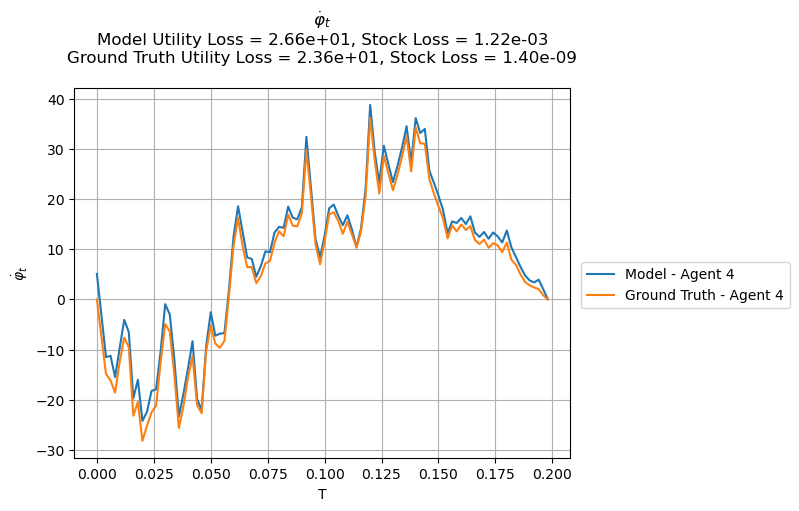 φ̇ₜ
Model Utility Loss = 2.66e+01, Stock Loss = 1.22e-03
Ground Truth Utility Loss = 2.36e+01, Stock Loss = 1.40e-09
40
30
20
10
0
−10
−20
−30
φ̇ₜ
0.000 0.025 0.050 0.075 0.100 0.125 0.150 0.175 0.200
T
Model - Agent 4
Ground Truth - Agent 4